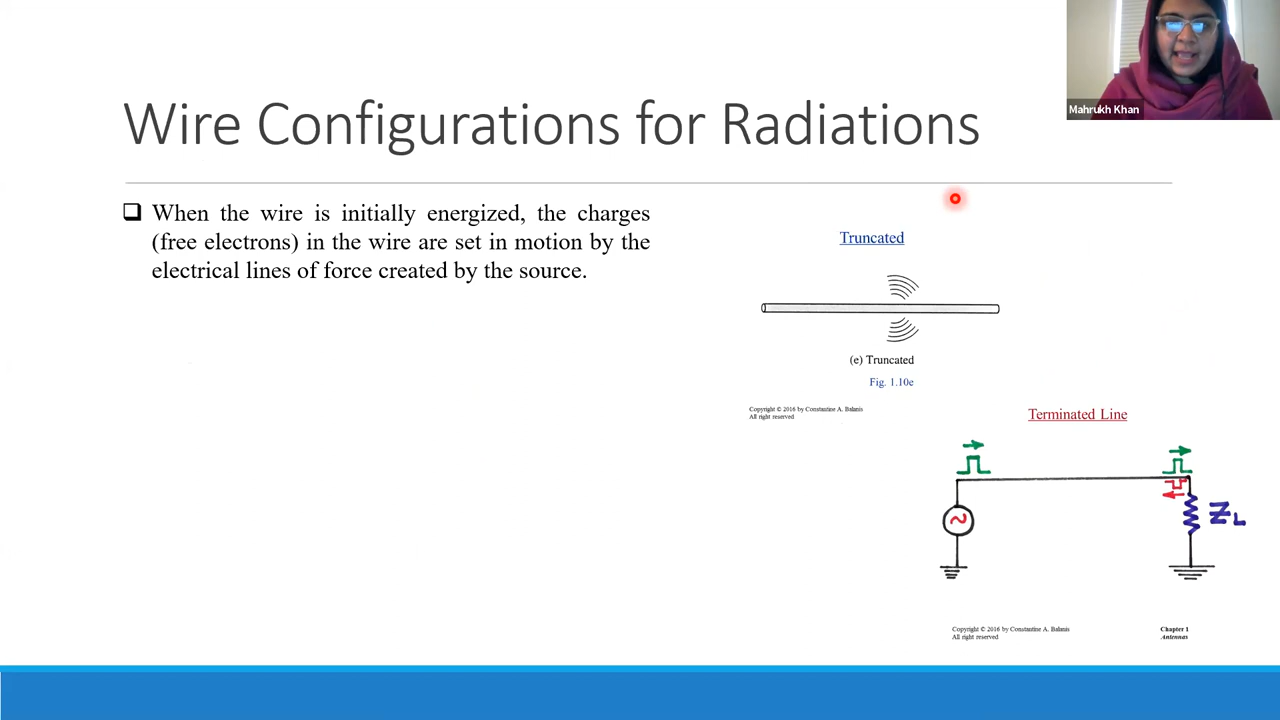 Mahrukh Khan
Wire Configurations for Radiations
❑ When the wire is initially energized, the charges
(free electrons) in the wire are set in motion by the
electrical lines of force created by the source.
Truncated
(e) Truncated
Fig. 1.10e
Copyright © 2016 by Constantine A. Balanis
All right reserved
Terminated Line
ZL
Copyright © 2016 by Constantine A. Balanis
All right reserved
Chapter 1
Antennas